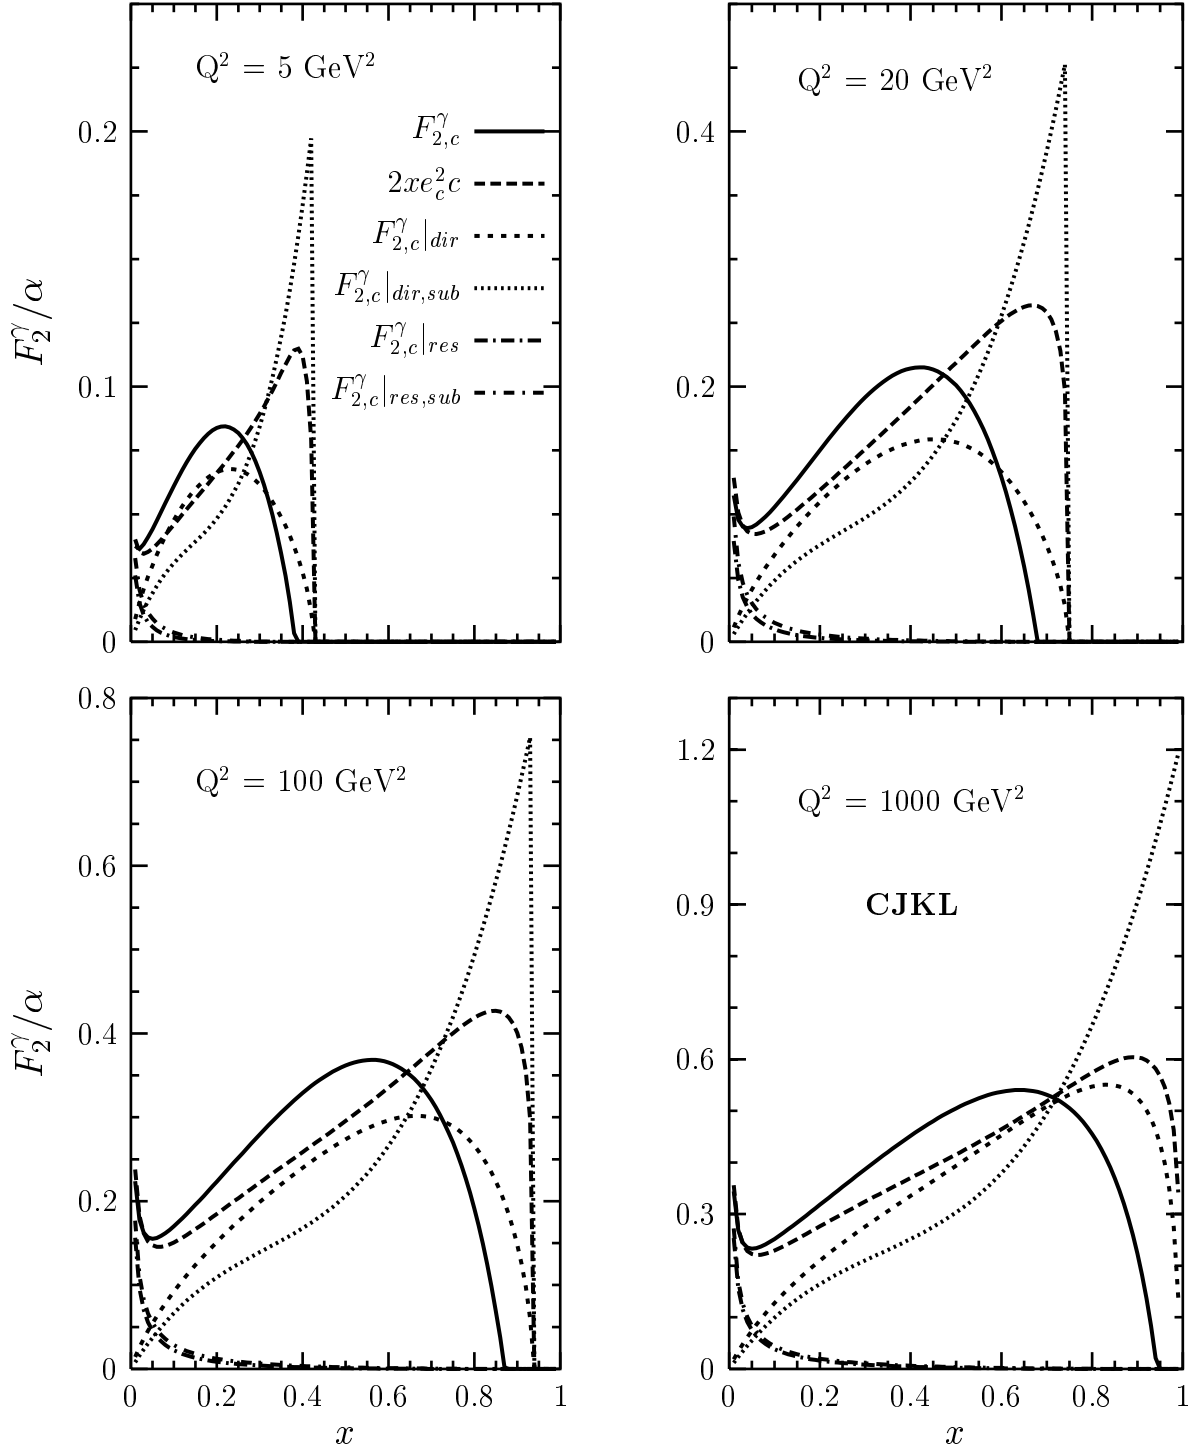 Q² = 5 GeV²
F^γ_{2,c}
2xe²_c c
F^γ_{2,c}|_{dir}
F^γ_{2,c}|_{dir,sub}
F^γ_{2,c}|_{res}
F^γ_{2,c}|_{res,sub}
F^γ_2/α
0.2
0.1
0
Q² = 20 GeV²
0.4
0.2
0
Q² = 100 GeV²
F^γ_2/α
0.8
0.6
0.4
0.2
0
0 0.2 0.4 0.6 0.8 1
x
Q² = 1000 GeV²
CJKL
1.2
0.9
0.6
0.3
0
0 0.2 0.4 0.6 0.8 1
x